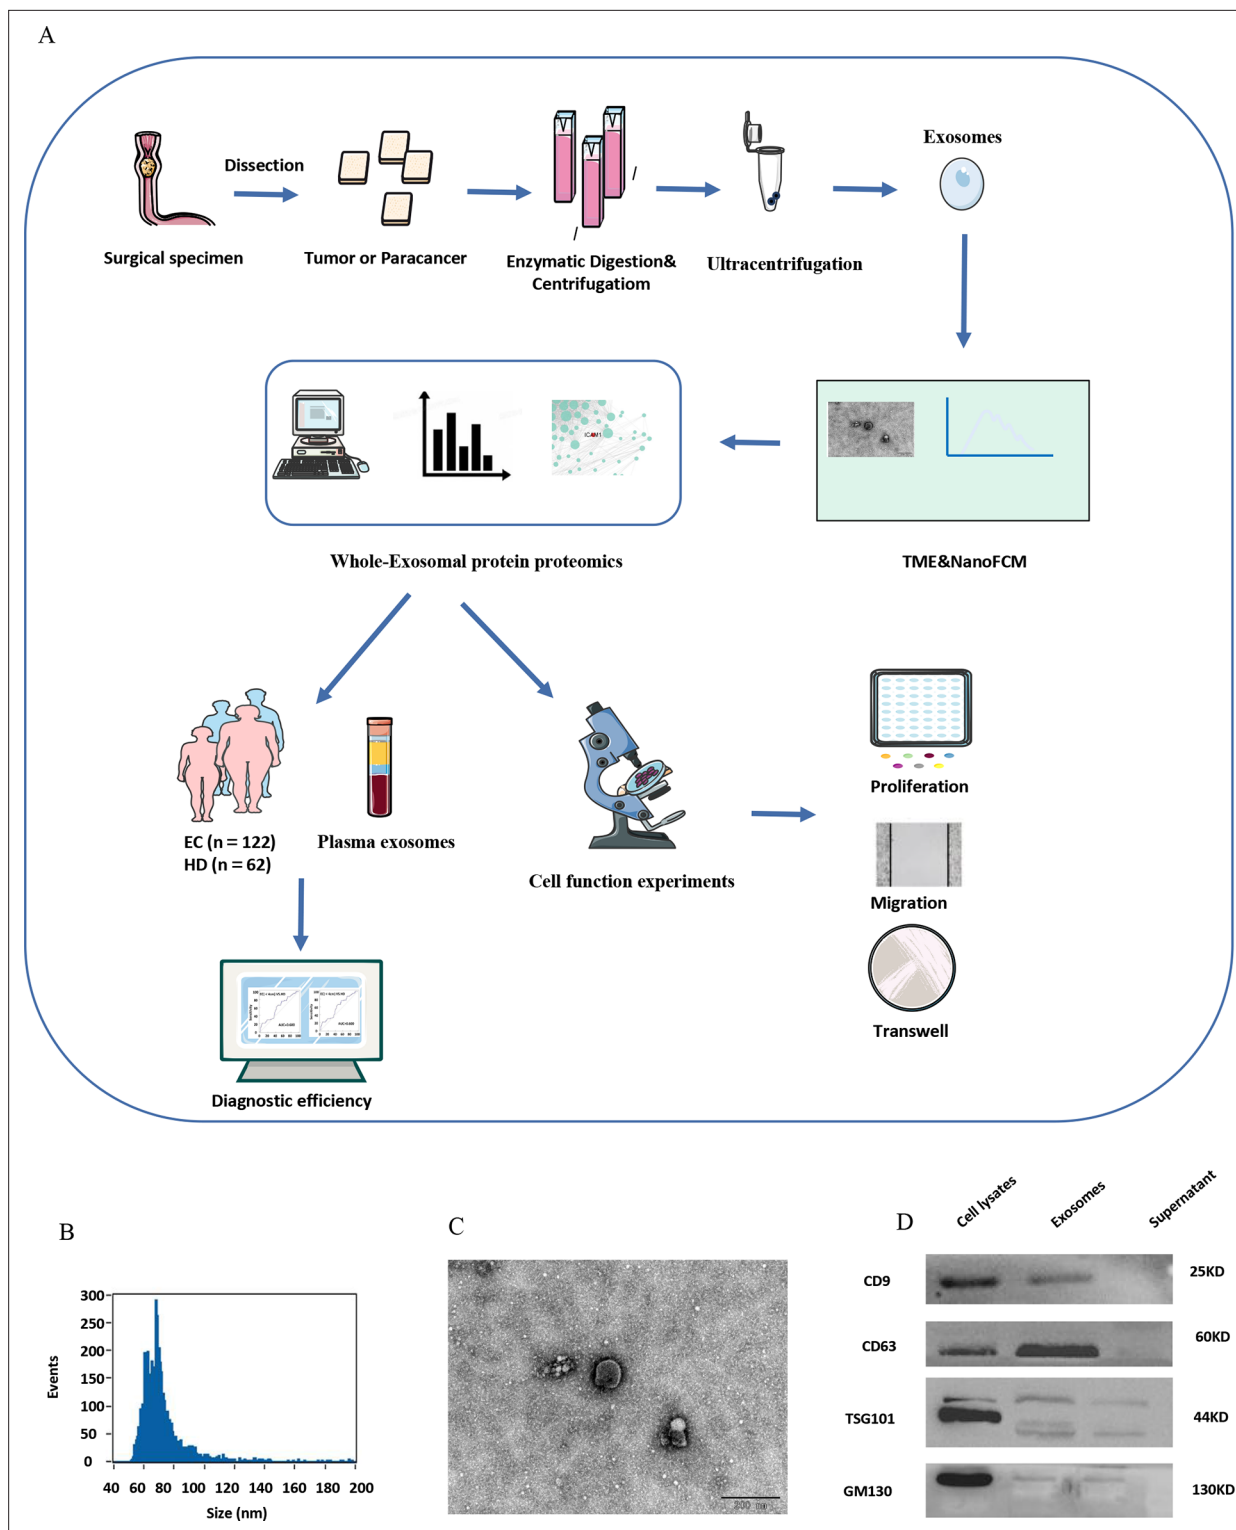 A
Dissection
Exosomes
Surgical specimen
Tumor or Paracancer
Enzymatic Digestion&
Centrifugatiom
Ultracentrifugation
ICAM1
Whole-Exosomal protein proteomics
TME&NanoFCM
EC (n = 122)
HD (n = 62)
Plasma exosomes
Cell function experiments
Proliferation
Migration
Transwell
Diagnostic efficiency
B
300
250
200
150
100
50
0
Events
40 60 80 100 120 140 160 180 200
Size (nm)
C
200 nm
D
Cell lysates
Exosomes
Supernatant
CD9
25KD
CD63
60KD
TSG101
44KD
GM130
130KD